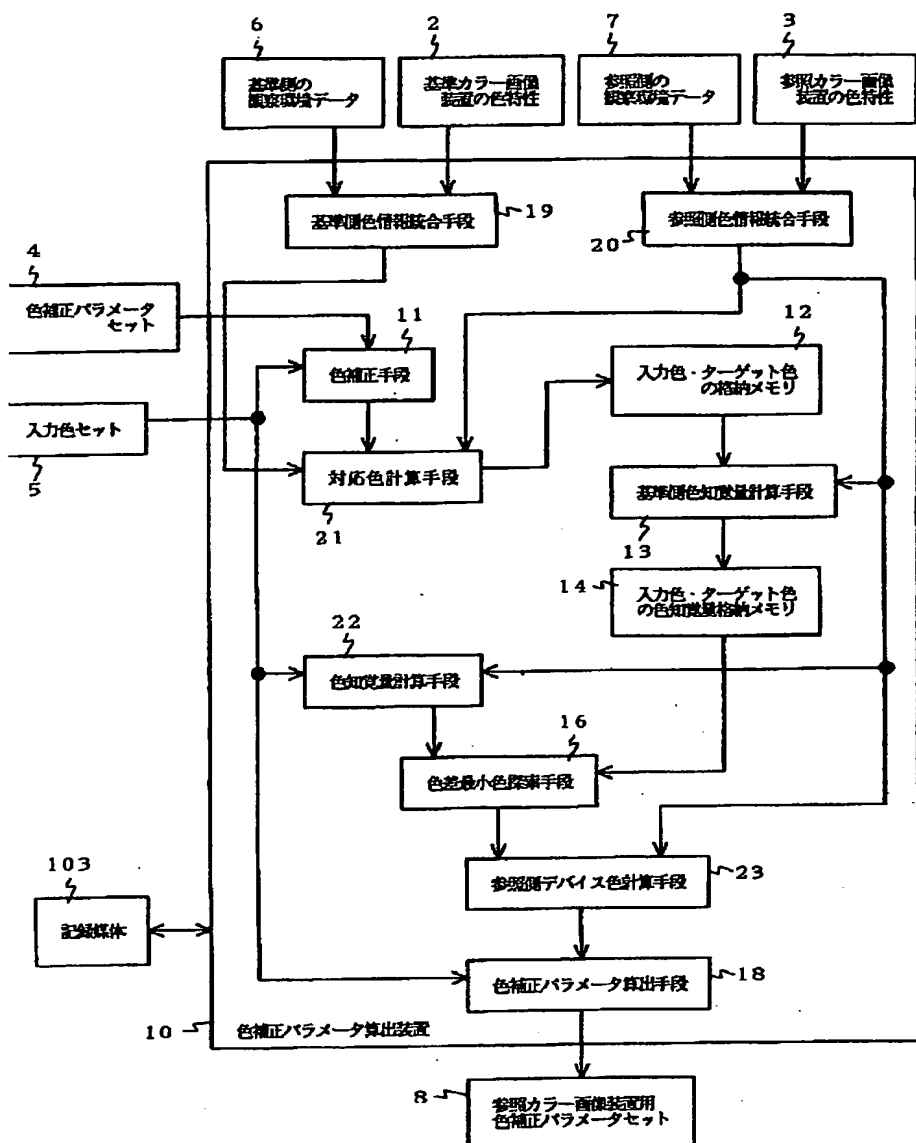 6
2
7
3
基準側の
観察環境データ
基準カラー画像
装置の色特性
参照側の
観察環境データ
参照カラー画像
装置の色特性
基準側色情報統合手段
19
参照側色情報統合手段
20
4
色補正パラメータ
セット
11
12
色補正手段
入力色・ターゲット色
の格納メモリ
入力色セット
5
対応色計算手段
21
基準側色知覚量計算手段
13
14
入力色・ターゲット色
の色知覚量格納メモリ
22
色知覚量計算手段
16
色差最小色探索手段
103
記録媒体
参照側デバイス色計算手段
23
色補正パラメータ算出手段
18
10
色補正パラメータ算出装置
8
参照カラー画像装置用
色補正パラメータセット